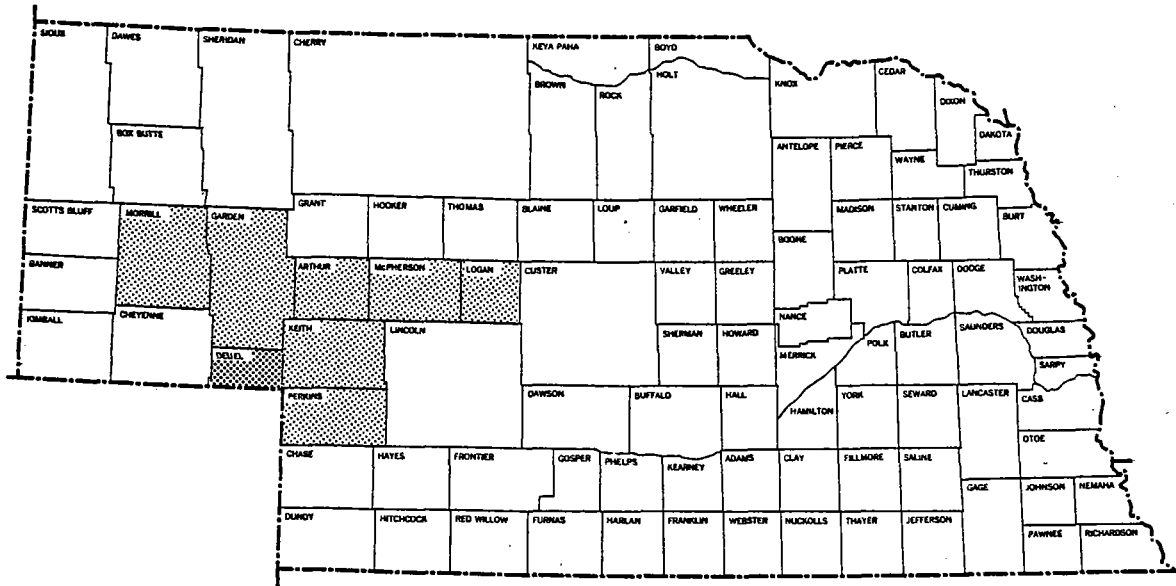 SIOUX
DAWES
SHERIDAN
CHERRY
KEYA PAHA
BOYD
BROWN
ROCK
HOLT
KNOX
CEDAR
DIXON
DAKOTA
BOX BUTTE
ANTELOPE
PIERCE
WAYNE
THURSTON
SCOTTS BLUFF
MORRILL
GARDEN
GRANT
HOOKER
THOMAS
BLAINE
LOUP
GARFIELD
WHEELER
MADISON
STANTON
CUMING
BURT
BOONE
BANNER
ARTHUR
McPHERSON
LOGAN
CUSTER
VALLEY
GREELEY
PLATTE
COLFAX
DODGE
WASH-
INGTON
KIMBALL
CHEYENNE
NANCE
KEITH
LINCOLN
SHERMAN
HOWARD
MERRICK
POLK
BUTLER
SAUNDERS
DOUGLAS
DEUEL
SARPY
PERKINS
DAWSON
BUFFALO
HALL
HAMILTON
YORK
SEWARD
LANCASTER
CASS
OTOE
CHASE
HAYES
FRONTIER
GOSPER
PHELPS
KEARNEY
ADAMS
CLAY
FILLMORE
SALINE
GAGE
JOHNSON
NEMAHA
DUNDY
HITCHCOCK
RED WILLOW
FURNAS
HARLAN
FRANKLIN
WEBSTER
NUCKOLLS
THAYER
JEFFERSON
PAWNEE
RICHARDSON